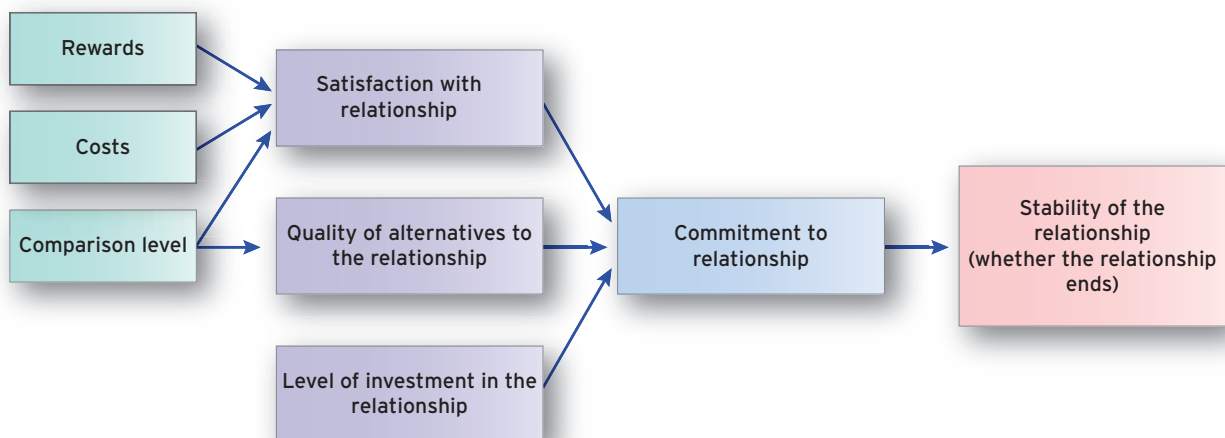 Rewards
Costs
Comparison level
Satisfaction with
relationship
Quality of alternatives to
the relationship
Level of investment in the
relationship
Commitment to
relationship
Stability of the
relationship
(whether the relationship
ends)